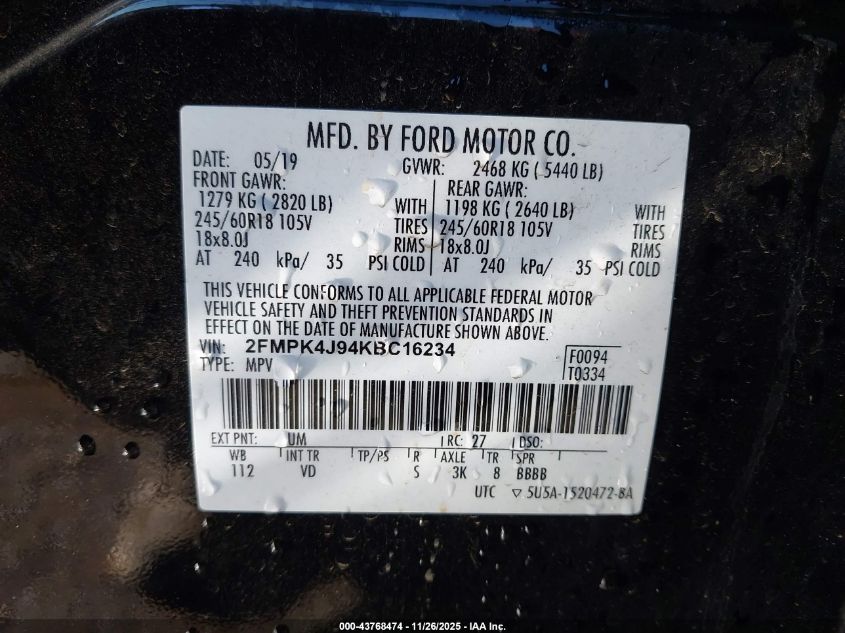 MFD. BY FORD MOTOR CO.
DATE: 05/19 GVWR: 2468 KG ( 5440 LB)
FRONT GAWR: REAR GAWR:
1279 KG ( 2820 LB) WITH 1198 KG ( 2640 LB) WITH
245/60R18 105V TIRES 245/60R18 105V TIRES
18x8.0J RIMS 18x8.0J RIMS
AT 240 kPa/ 35 PSI COLD AT 240 kPa/ 35 PSI COLD
THIS VEHICLE CONFORMS TO ALL APPLICABLE FEDERAL MOTOR
VEHICLE SAFETY AND THEFT PREVENTION STANDARDS IN
EFFECT ON THE DATE OF MANUFACTURE SHOWN ABOVE.
VIN: 2FMPK4J94KBC16234 F0094
TYPE: MPV T0334
EXT PNT: UM RC: 27 DSO:
WB INT TR TP/PS R AXLE TR SPR
112 VD S 3K 8 BBBB
UTC ▽ 5U5A-1520472-BA
000-43768474 - 11/26/2025 - IAA Inc.